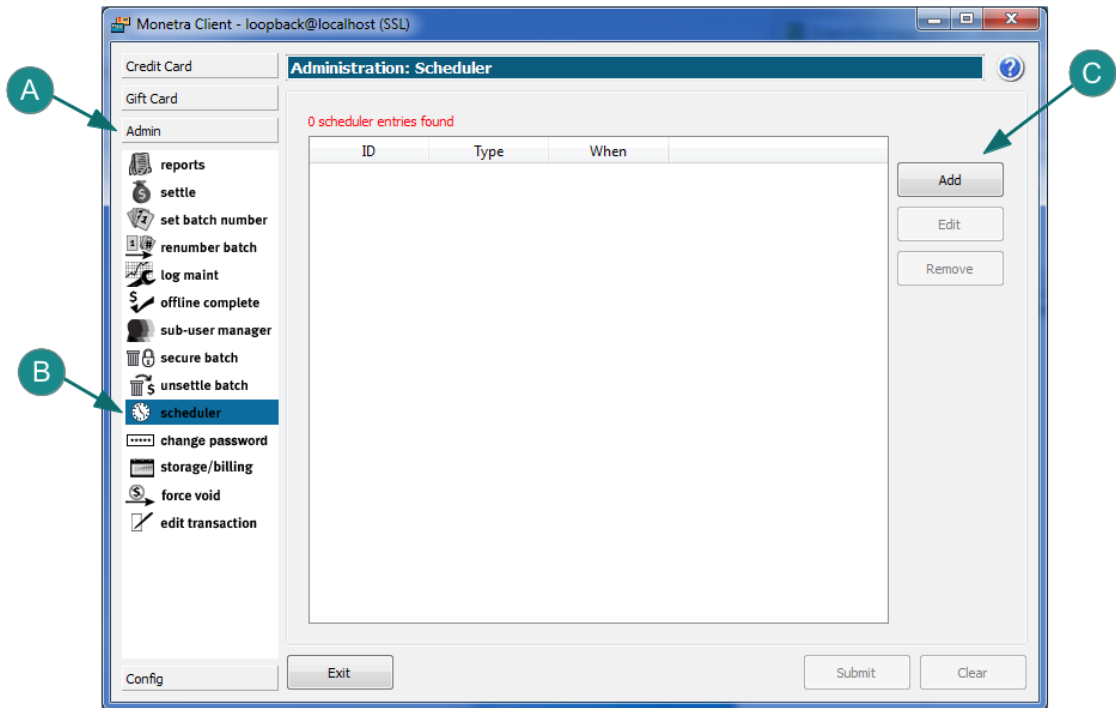 Monetra Client - loopback@localhost (SSL)
Credit Card
Administration: Scheduler
Gift Card
A
C
Admin
0 scheduler entries found
ID Type When
reports
settle
set batch number
renumber batch
log maint
offline complete
sub-user manager
secure batch
unsettle batch
B
scheduler
change password
storage/billing
force void
edit transaction
Add
Edit
Remove
Config
Exit
Submit
Clear